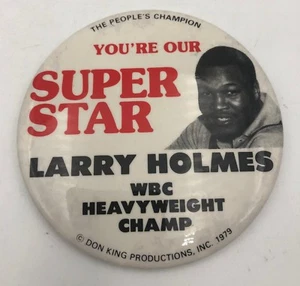 THE PEOPLE'S CHAMPION
YOU'RE OUR
SUPER
STAR
LARRY HOLMES
WBC
HEAVYWEIGHT
CHAMP
© DON KING PRODUCTIONS, INC. 1979